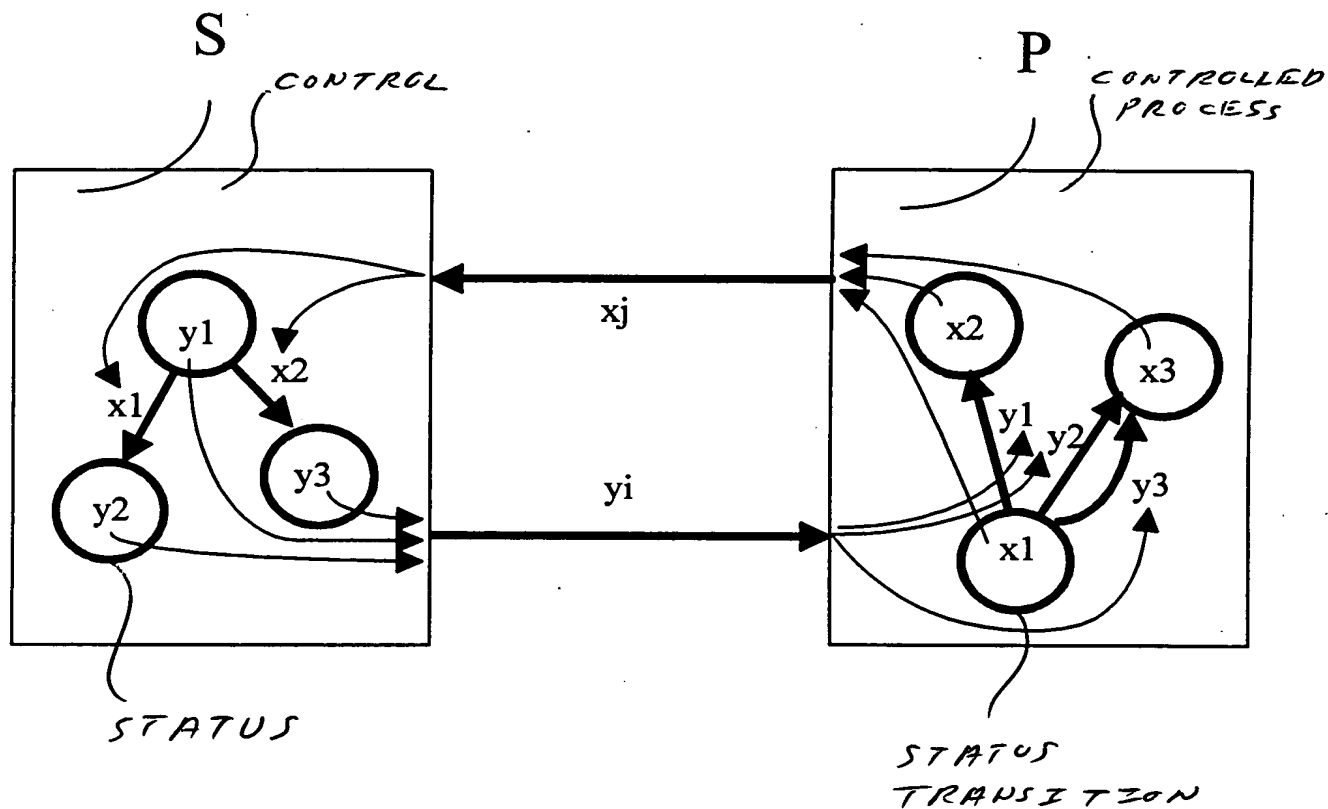 S
CONTROL
P
CONTROLLED
PROCESS
xj
y1
x2
x1
y3
y2
yi
x2
x3
y1
y2
y3
x1
STATUS
STATUS
TRANSITION